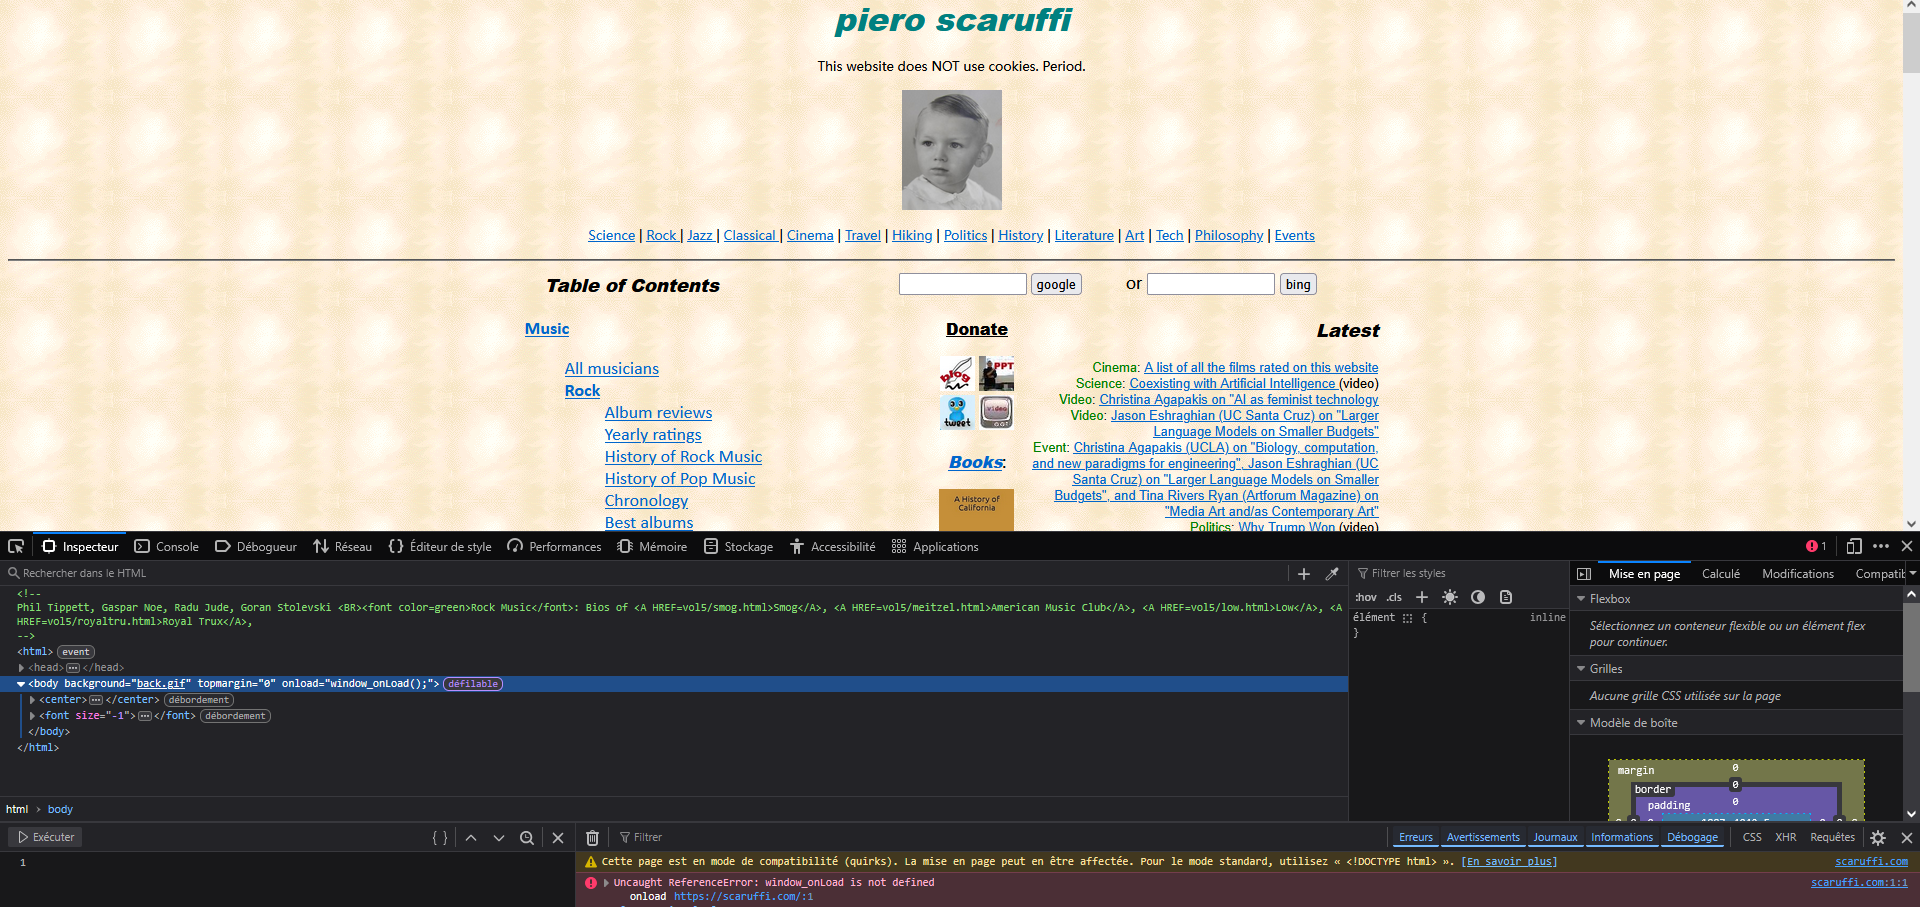 piero scaruffi
This website does NOT use cookies. Period.
Science | Rock | Jazz | Classical | Cinema | Travel | Hiking | Politics | History | Literature | Art | Tech | Philosophy | Events
Table of Contents
google
or
bing
Music
All musicians
Rock
Album reviews
Yearly ratings
History of Rock Music
History of Pop Music
Chronology
Best albums
Donate
blog
PPT
tweet
video
Books:
A History of
California
Latest
Cinema: A list of all the films rated on this website
Science: Coexisting with Artificial Intelligence (video)
Video: Christina Agapakis on "AI as feminist technology
Video: Jason Eshraghian (UC Santa Cruz) on "Larger
Language Models on Smaller Budgets"
Event: Christina Agapakis (UCLA) on "Biology, computation,
and new paradigms for engineering", Jason Eshraghian (UC
Santa Cruz) on "Larger Language Models on Smaller
Budgets", and Tina Rivers Ryan (Artforum Magazine) on
"Media Art and/as Contemporary Art"
Politics: Why Trump Won (video)
Inspecteur Console Débogueur Réseau Éditeur de style Performances Mémoire Stockage Accessibilité Applications 1
Rechercher dans le HTML
<!--
Phil Tippett, Gaspar Noe, Radu Jude, Goran Stolevski <BR><font color=green>Rock Music</font>: Bios of <A HREF=vol5/smog.html>Smog</A>, <A HREF=vol5/meitzel.html>American Music Club</A>, <A HREF=vol5/low.html>Low</A>, <A
HREF=vol5/royaltru.html>Royal Trux</A>,
-->
<html> event
<head> </head>
<body background="back.gif" topmargin="0" onload="window_onLoad();"> défilable
<center> </center> débordement
<font size="-1"> </font> débordement
</body>
</html>
html > body
Filtrer les styles
:hov .cls
élément { inline
}
Mise en page Calculé Modifications Compatib
Flexbox
Sélectionnez un conteneur flexible ou un élément flex
pour continuer.
Grilles
Aucune grille CSS utilisée sur la page
Modèle de boîte
margin 0
border 0
padding 0
Exécuter { }
1
Filtrer
Erreurs Avertissements Journaux Informations Débogage CSS XHR Requêtes
Cette page est en mode de compatibilité (quirks). La mise en page peut en être affectée. Pour le mode standard, utilisez « <!DOCTYPE html> ». [En savoir plus] scaruffi.com
Uncaught ReferenceError: window_onLoad is not defined scaruffi.com:1:1
onload https://scaruffi.com/:1